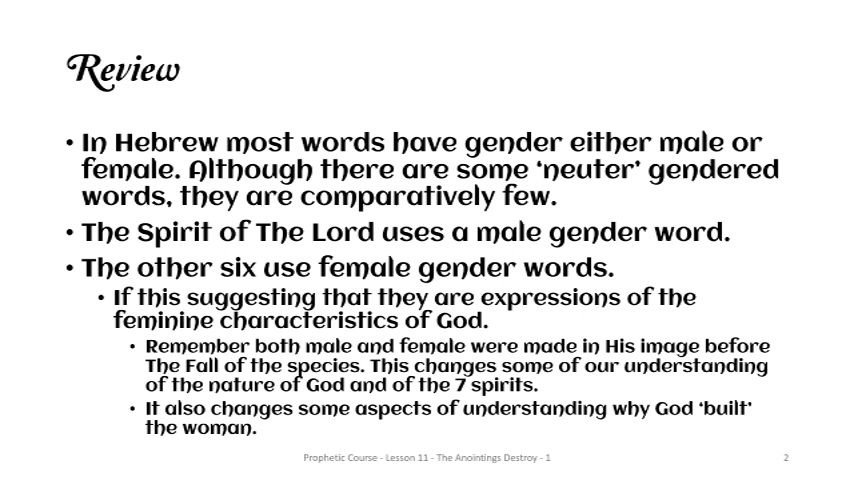 Review
• In Hebrew most words have gender either male or
female. Although there are some ‘neuter’ gendered
words, they are comparatively few.
• The Spirit of The Lord uses a male gender word.
• The other six use female gender words.
• If this suggesting that they are expressions of the
feminine characteristics of God.
• Remember both male and female were made in His image before
The Fall of the species. This changes some of our understanding
of the nature of God and of the 7 spirits.
• It also changes some aspects of understanding why God ‘built’
the woman.
Prophetic Course - Lesson 11 - The Anointings Destroy - 1
2